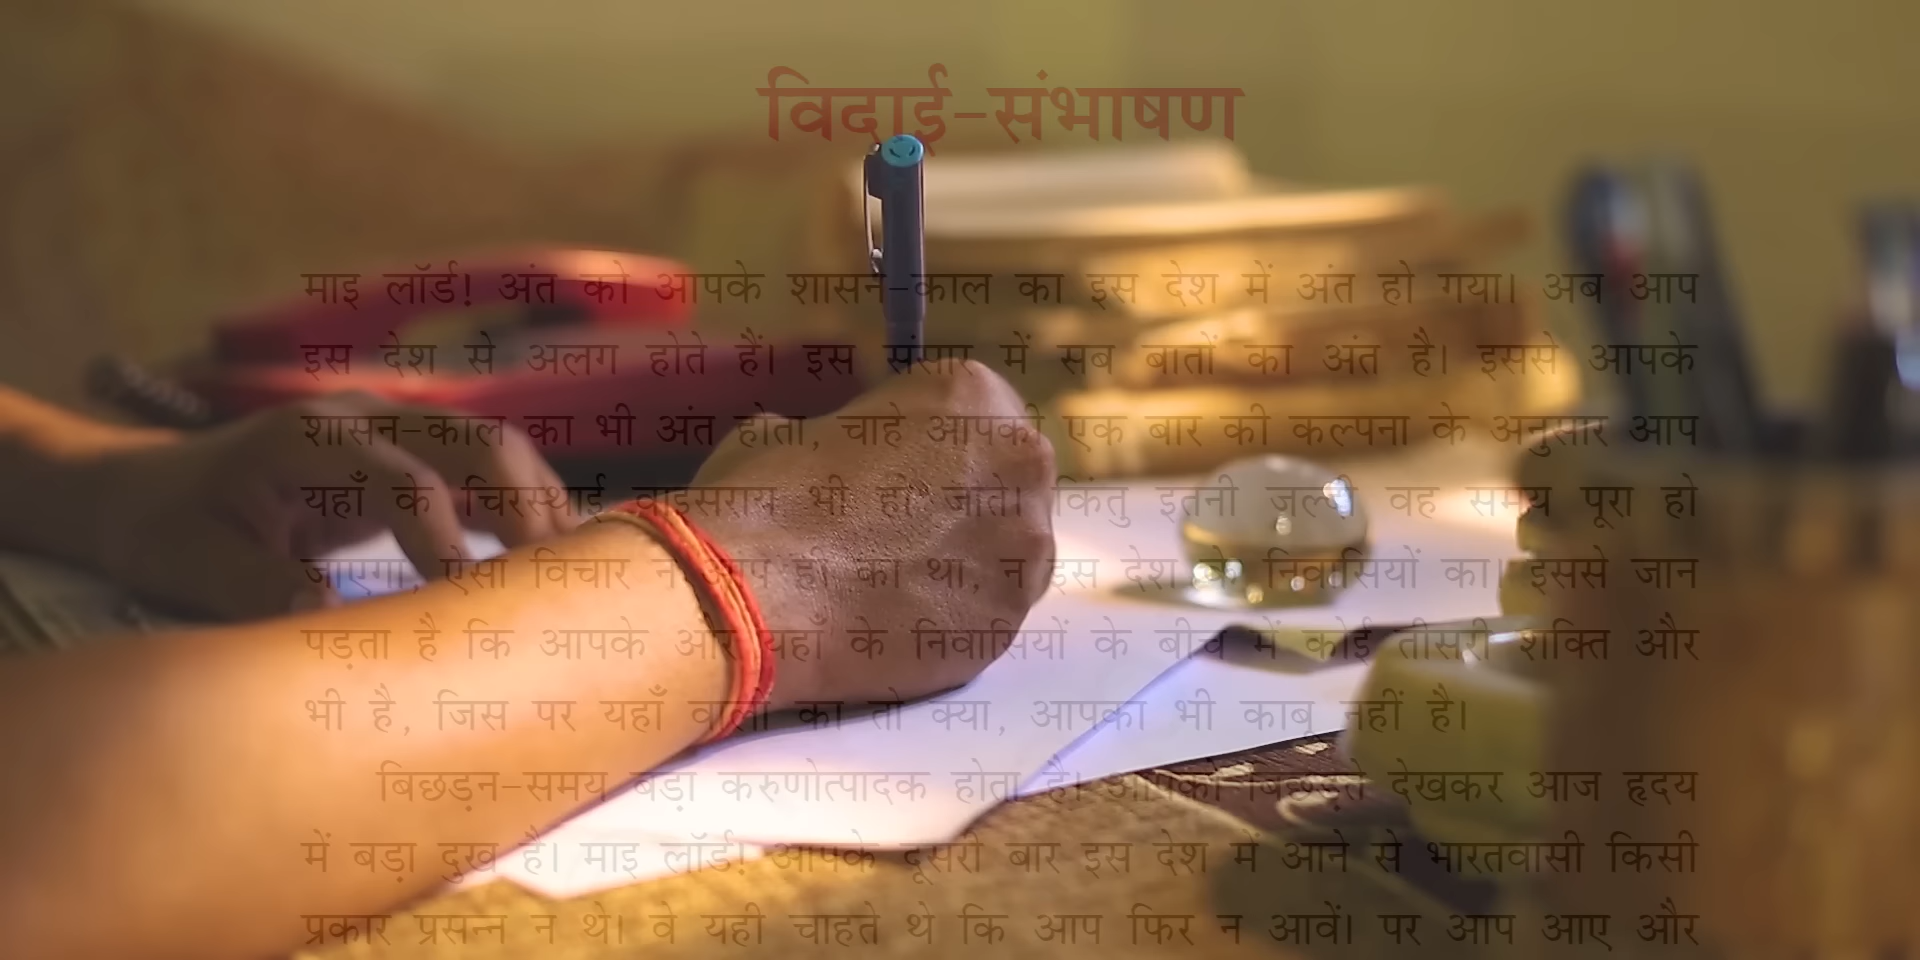 विदाई-संभाषण
माइ लॉर्ड! अंत को आपके शासन-काल का इस देश में अंत हो गया। अब आप
इस देश से अलग होते हैं। इस संसार में सब बातों का अंत है। इससे आपके
शासन-काल का भी अंत होता, चाहे आपकी एक बार की कल्पना के अनुसार आप
यहाँ के चिरस्थाई वाइसराय भी हो जाते। किंतु इतनी जल्दी वह समय पूरा हो
जाएगा, ऐसा विचार न आप ही का था, न इस देश के निवासियों का। इससे जान
पड़ता है कि आपके और यहाँ के निवासियों के बीच में कोई तीसरी शक्ति और
भी है, जिस पर यहाँ वालों का तो क्या, आपका भी काबू नहीं है।
बिछड़न-समय बड़ा करुणोत्पादक होता है। आपको बिछड़ते देखकर आज हृदय
में बड़ा दुख है। माइ लॉर्ड! आपके दूसरी बार इस देश में आने से भारतवासी किसी
प्रकार प्रसन्न न थे। वे यही चाहते थे कि आप फिर न आवें। पर आप आए और